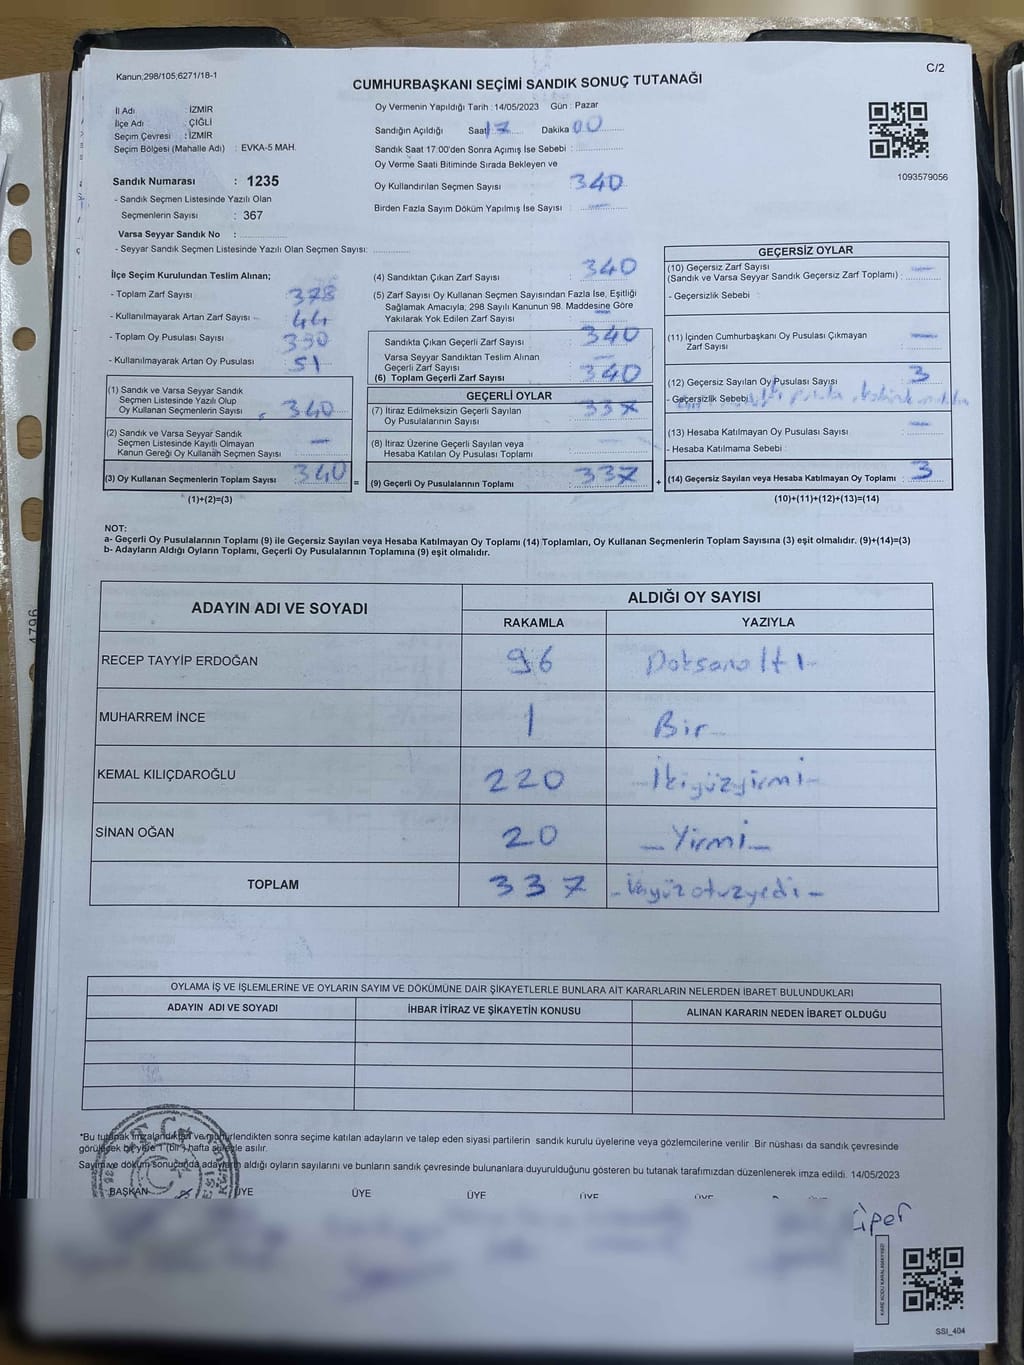 Kanun,298/105,6271/18-1
C/2
CUMHURBAŞKANI SEÇİMİ SANDIK SONUÇ TUTANAĞI
İl Adı : İZMİR
İlçe Adı : ÇİĞLİ
Seçim Çevresi : İZMİR
Seçim Bölgesi (Mahalle Adı) : EVKA-5 MAH.
Sandık Numarası : 1235
- Sandık Seçmen Listesinde Yazılı Olan
Seçmenlerin Sayısı : 367
Varsa Seyyar Sandık No :
- Seyyar Sandık Seçmen Listesinde Yazılı Olan Seçmen Sayısı:
Oy Vermenin Yapıldığı Tarih : 14/05/2023 Gün : Pazar
Sandığın Açıldığı Saat 17 Dakika 00
Sandık Saat 17:00'den Sonra Açımış İse Sebebi :
Oy Verme Saati Bitiminde Sırada Bekleyen ve
Oy Kullandırılan Seçmen Sayısı : 340
Birden Fazla Sayım Döküm Yapılmış İse Sayısı : —
1093579056
İlçe Seçim Kurulundan Teslim Alınan;
- Toplam Zarf Sayısı
- Kullanılmayarak Artan Zarf Sayısı 44
- Toplam Oy Pusulası Sayısı
- Kullanılmayarak Artan Oy Pusulası 51
(1) Sandık ve Varsa Seyyar Sandık
Seçmen Listesinde Yazılı Olup
Oy Kullanan Seçmenlerin Sayısı 340
(2) Sandık ve Varsa Seyyar Sandık
Seçmen Listesinde Kayıtlı Olmayan
Kanun Gereği Oy Kullanan Seçmen Sayısı —
(3) Oy Kullanan Seçmenlerin Toplam Sayısı 340
(1)+(2)=(3)
(4) Sandıktan Çıkan Zarf Sayısı : 340
(5) Zarf Sayısı Oy Kullanan Seçmen Sayısından Fazla İse, Eşitliği
Sağlamak Amacıyla; 298 Sayılı Kanunun 98. Maddesine Göre
Yakılarak Yok Edilen Zarf Sayısı :
Sandıkta Çıkan Geçerli Zarf Sayısı : 340
Varsa Seyyar Sandıktan Teslim Alınan
Geçerli Zarf Sayısı : —
(6) Toplam Geçerli Zarf Sayısı : 340
GEÇERLİ OYLAR
(7) İtiraz Edilmeksizin Geçerli Sayılan
Oy Pusulalarının Sayısı : 337
(8) İtiraz Üzerine Geçerli Sayılan veya
Hesaba Katılan Oy Pusulası Toplamı : —
= (9) Geçerli Oy Pusulalarının Toplamı : 337
GEÇERSİZ OYLAR
(10) Geçersiz Zarf Sayısı
(Sandık ve Varsa Seyyar Sandık Geçersiz Zarf Toplamı) : —
- Geçersizlik Sebebi :
(11) İçinden Cumhurbaşkanı Oy Pusulası Çıkmayan
Zarf Sayısı : —
(12) Geçersiz Sayılan Oy Pusulası Sayısı : 3
- Geçersizlik Sebebi
(13) Hesaba Katılmayan Oy Pusulası Sayısı : —
- Hesaba Katılmama Sebebi :
+ (14) Geçersiz Sayılan veya Hesaba Katılmayan Oy Toplamı : 3
(10)+(11)+(12)+(13)=(14)
NOT:
a- Geçerli Oy Pusulalarının Toplamı (9) ile Geçersiz Sayılan veya Hesaba Katılmayan Oy Toplamı (14) Toplamları, Oy Kullanan Seçmenlerin Toplam Sayısına (3) eşit olmalıdır. (9)+(14)=(3)
b- Adayların Aldığı Oyların Toplamı, Geçerli Oy Pusulalarının Toplamına (9) eşit olmalıdır.
ADAYIN ADI VE SOYADI
ALDIĞI OY SAYISI
RAKAMLA YAZIYLA
RECEP TAYYİP ERDOĞAN 96 Doksanaltı
MUHARREM İNCE 1 Bir
KEMAL KILIÇDAROĞLU 220 İkiyüzyirmi
SİNAN OĞAN 20 Yirmi
TOPLAM 337
OYLAMA İŞ VE İŞLEMLERİNE VE OYLARIN SAYIM VE DÖKÜMÜNE DAİR ŞİKAYETLERLE BUNLARA AİT KARARLARIN NELERDEN İBARET BULUNDUKLARI
ADAYIN ADI VE SOYADI İHBAR İTİRAZ VE ŞİKAYETİN KONUSU ALINAN KARARIN NEDEN İBARET OLDUĞU
*Bu tutanak imzalandıktan ve mühürlendikten sonra seçime katılan adayların ve talep eden siyasi partilerin sandık kurulu üyelerine veya gözlemcilerine verilir. Bir nüshası da sandık çevresinde
görülecek bir yere 1 (bir) hafta süreyle asılır.
Sayım ve döküm sonucunda adayların aldığı oyların sayılarını ve bunların sandık çevresinde bulunanlara duyurulduğunu gösteren bu tutanak tarafımızdan düzenlenerek imza edildi. 14/05/2023
BAŞKAN ÜYE ÜYE ÜYE ÜYE ÜYE
SSI_404
4796